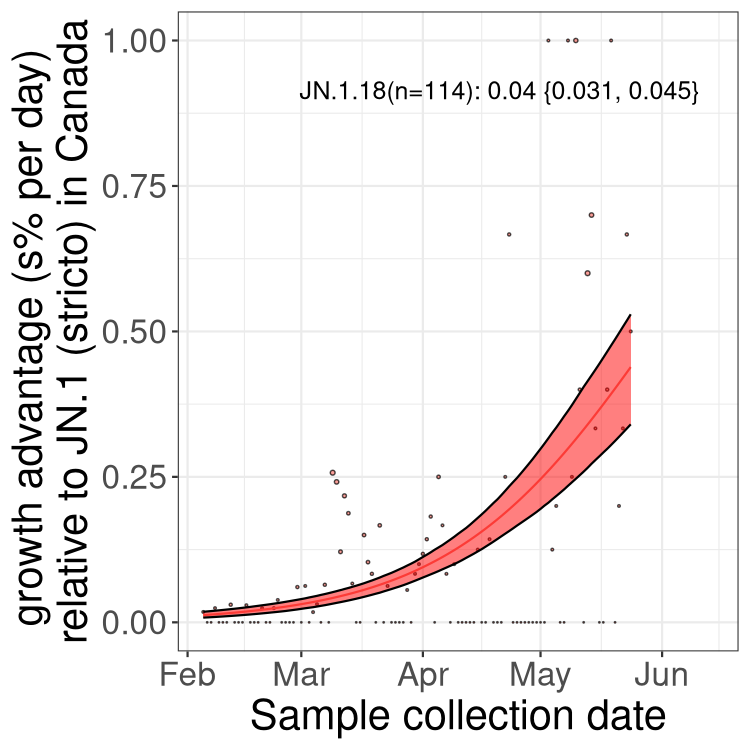 growth advantage (s% per day)
relative to JN.1 (stricto) in Canada
1.00
0.75
0.50
0.25
0.00
JN.1.18(n=114): 0.04 {0.031, 0.045}
Feb Mar Apr May Jun
Sample collection date